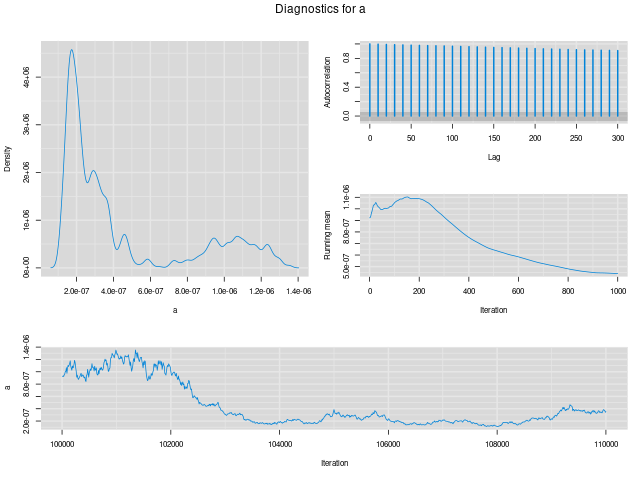 Diagnostics for a
Density
0e+00 1e+06 2e+06 3e+06 4e+06
2.0e-07 4.0e-07 6.0e-07 8.0e-07 1.0e-06 1.2e-06 1.4e-06
a
Autocorrelation
0.0 0.4 0.8
0 50 100 150 200 250 300
Lag
Running mean
5.0e-07 8.0e-07 1.1e-06
0 200 400 600 800 1000
Iteration
a
2.0e-07 8.0e-07 1.4e-06
100000 102000 104000 106000 108000 110000
Iteration